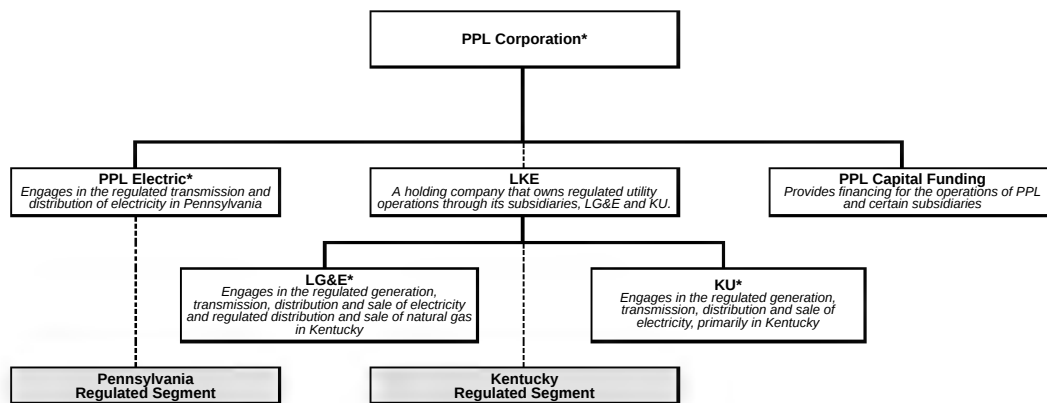 PPL Corporation*
PPL Electric*
Engages in the regulated transmission and
distribution of electricity in Pennsylvania
LKE
A holding company that owns regulated utility
operations through its subsidiaries, LG&E and KU.
PPL Capital Funding
Provides financing for the operations of PPL
and certain subsidiaries
LG&E*
Engages in the regulated generation,
transmission, distribution and sale of electricity
and regulated distribution and sale of natural gas
in Kentucky
KU*
Engages in the regulated generation,
transmission, distribution and sale of
electricity, primarily in Kentucky
Pennsylvania
Regulated Segment
Kentucky
Regulated Segment